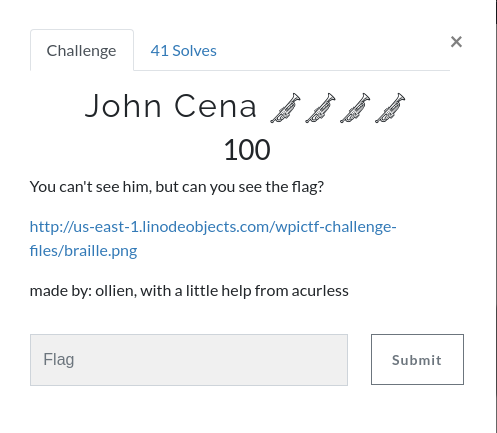 Challenge
41 Solves
×
John Cena 🎺🎺🎺🎺
100
You can't see him, but can you see the flag?
http://us-east-1.linodeobjects.com/wpictf-challenge-
files/braille.png
made by: ollien, with a little help from acurless
Flag
Submit